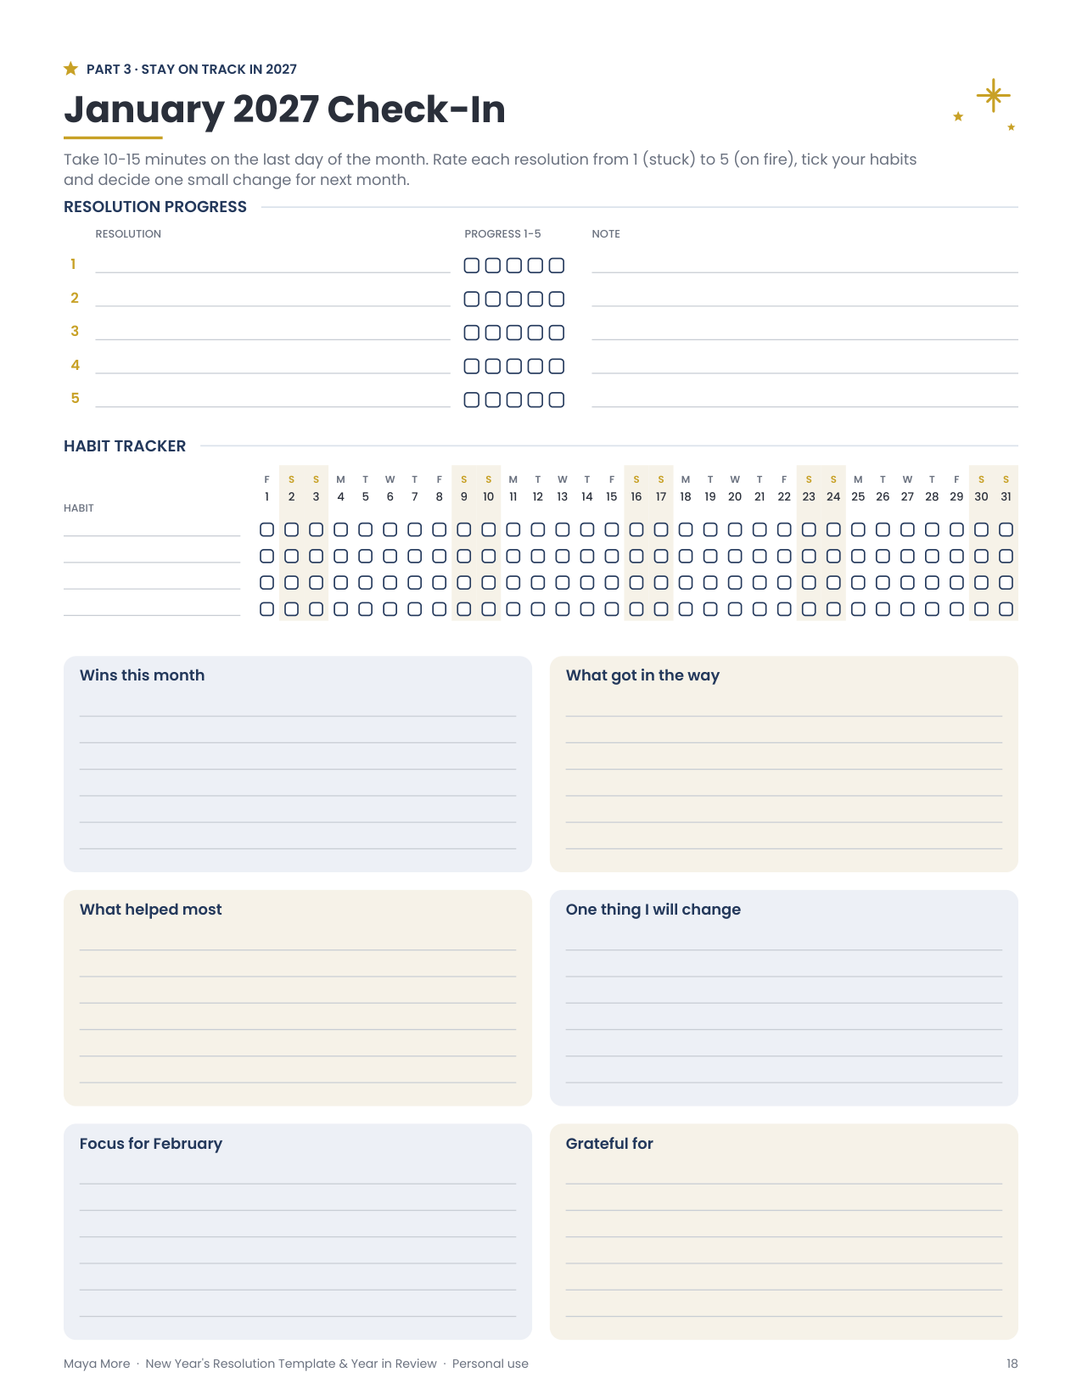 PART 3 · STAY ON TRACK IN 2027
January 2027 Check-In
Take 10-15 minutes on the last day of the month. Rate each resolution from 1 (stuck) to 5 (on fire), tick your habits
and decide one small change for next month.
RESOLUTION PROGRESS
RESOLUTION PROGRESS 1-5 NOTE
1
2
3
4
5
HABIT TRACKER
F S S M T W T F S S M T W T F S S M T W T F S S M T W T F S S
1 2 3 4 5 6 7 8 9 10 11 12 13 14 15 16 17 18 19 20 21 22 23 24 25 26 27 28 29 30 31
HABIT
Wins this month
What got in the way
What helped most
One thing I will change
Focus for February
Grateful for
Maya More · New Year's Resolution Template & Year in Review · Personal use 18